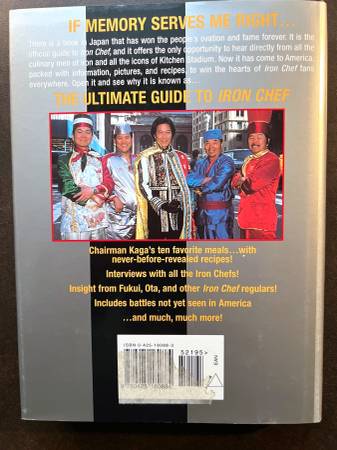 IF MEMORY SERVES ME RIGHT...
There is a book in Japan that has won the people's ovation and fame forever. It is the
official guide to Iron Chef, and it offers the only opportunity to hear directly from all the
culinary men of iron and all the icons of Kitchen Stadium. Now it has come to America,
packed with information, pictures, and recipes, to win the hearts of Iron Chef fans
everywhere. Open it and see why it is known as...
THE ULTIMATE GUIDE TO IRON CHEF
Chairman Kaga's ten favorite meals...with
never-before-revealed recipes!
Interviews with all the Iron Chefs!
Insight from Fukui, Ota, and other Iron Chef regulars!
Includes battles not yet seen in America
...and much, much more!
ISBN 0-425-18088-3
52195>
EAN